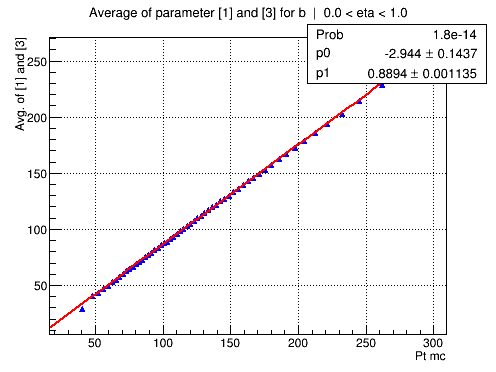 Average of parameter [1] and [3] for b | 0.0 < eta < 1.0
Prob 1.8e-14
p0 -2.944 ± 0.1437
p1 0.8894 ± 0.001135
Avg. of [1] and [3]
250
200
150
100
50
50 100 150 200 250 300
Pt mc